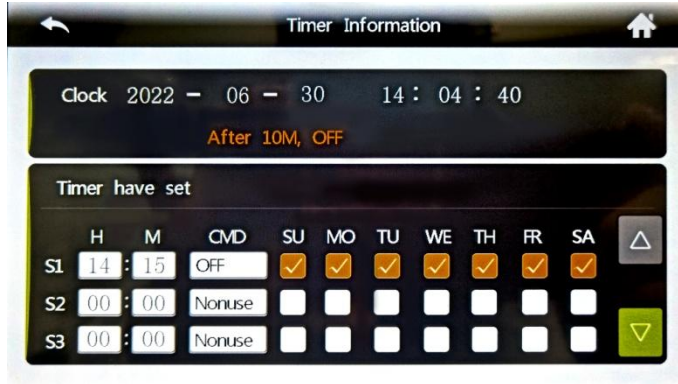 Timer Information
Clock 2022 - 06 - 30 14 : 04 : 40
After 10M, OFF
Timer have set
H M CMD SU MO TU WE TH FR SA
S1 14 : 15 OFF
S2 00 : 00 Nonuse
S3 00 : 00 Nonuse